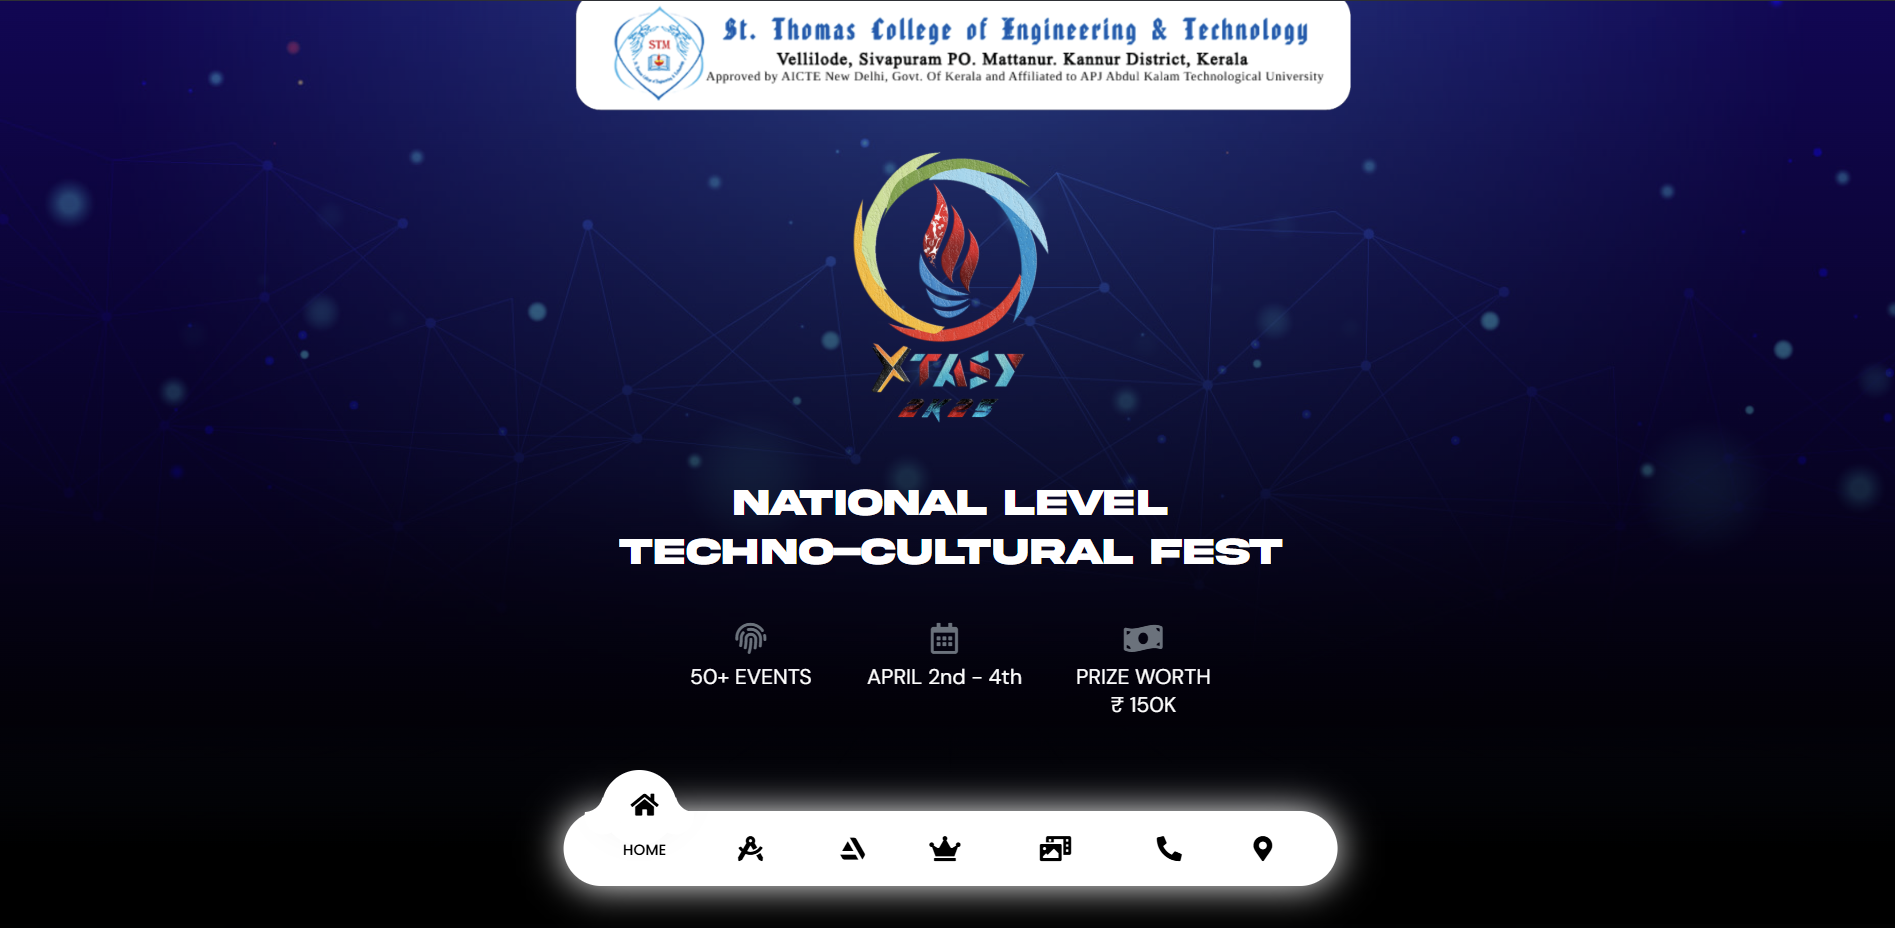 St. Thomas College of Engineering & Technology
Vellilode, Sivapuram PO. Mattanur. Kannur District, Kerala
Approved by AICTE New Delhi, Govt. Of Kerala and Affiliated to APJ Abdul Kalam Technological University
STM
XTASY
2K25
NATIONAL LEVEL
TECHNO-CULTURAL FEST
50+ EVENTS
APRIL 2nd - 4th
PRIZE WORTH
₹ 150K
HOME